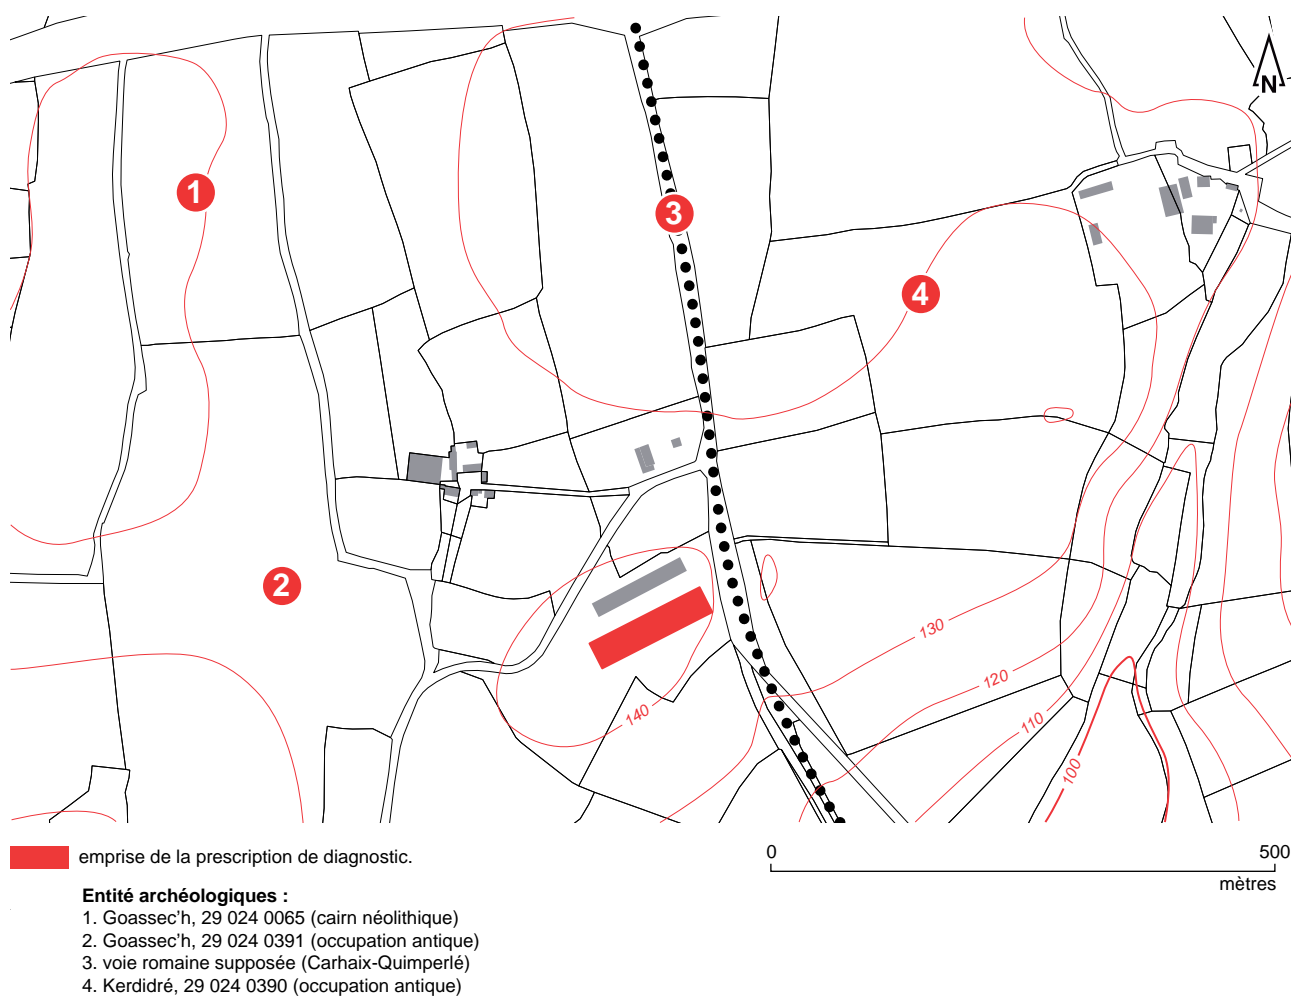 N
1
3
4
2
130
120
140
110
100
emprise de la prescription de diagnostic.
0 500
mètres
Entité archéologiques :
1. Goassec'h, 29 024 0065 (cairn néolithique)
2. Goassec'h, 29 024 0391 (occupation antique)
3. voie romaine supposée (Carhaix-Quimperlé)
4. Kerdidré, 29 024 0390 (occupation antique)